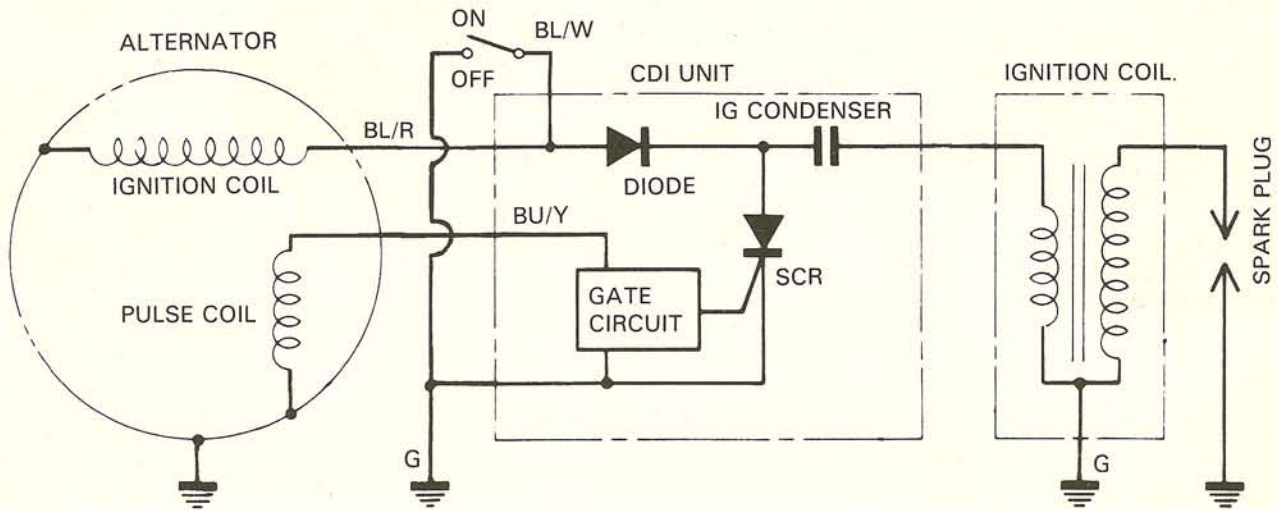 ALTERNATOR
ON
OFF
BL/W
CDI UNIT
IGNITION COIL.
IG CONDENSER
BL/R
IGNITION COIL
DIODE
BU/Y
PULSE COIL
GATE
CIRCUIT
SCR
SPARK PLUG
G
G